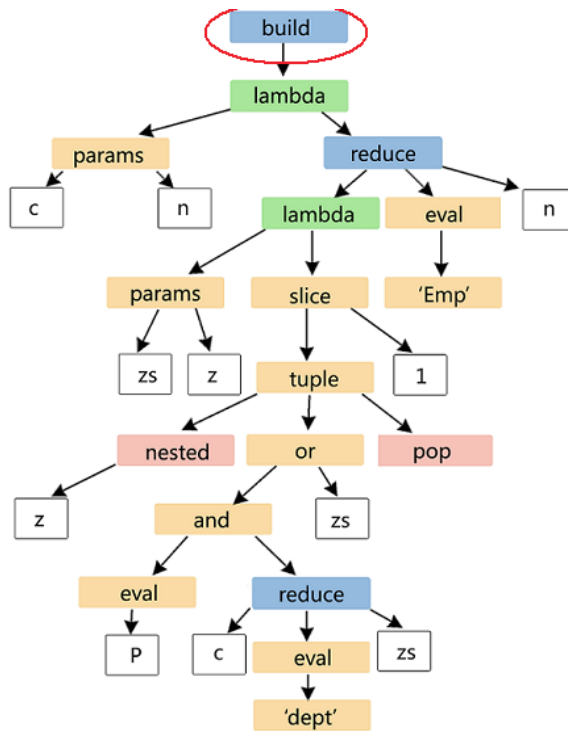 build
lambda
params
reduce
c
n
lambda
eval
n
params
slice
‘Emp’
zs
z
tuple
1
nested
or
pop
z
and
zs
eval
reduce
P
c
eval
zs
‘dept’